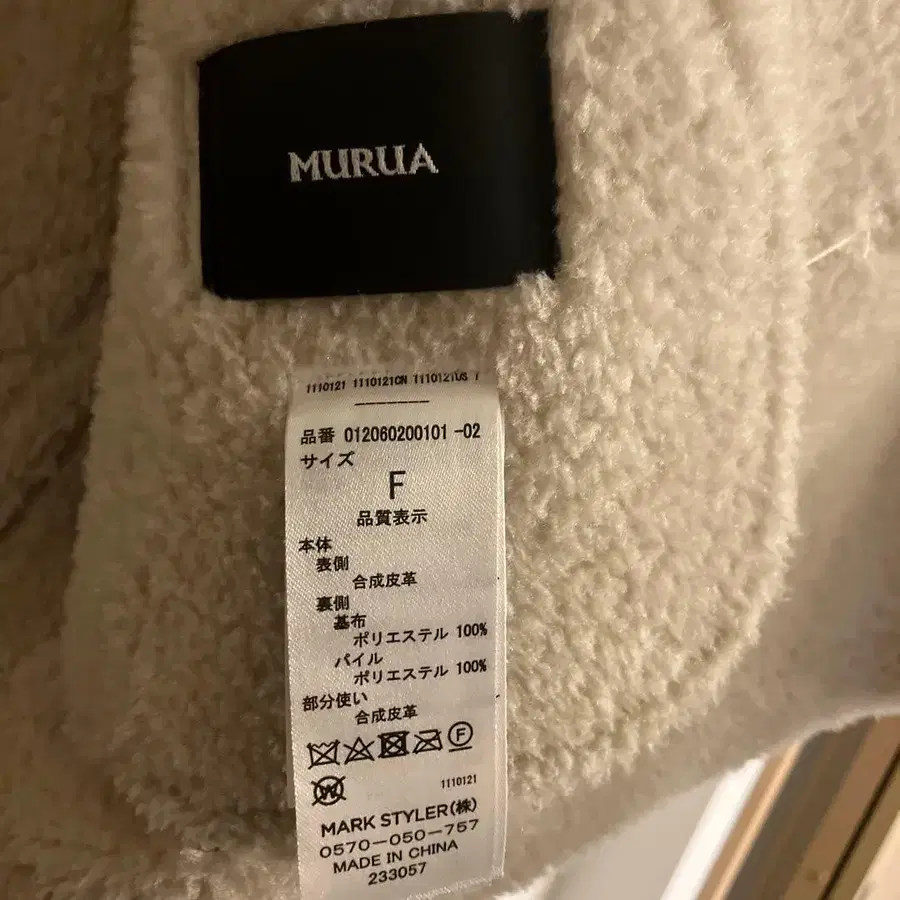 MURUA
1110121 1110121CN 1110121US
品番 012060200101 -02
サイズ
F
品質表示
本体
表側
合成皮革
裏側
基布
ポリエステル 100%
パイル
ポリエステル 100%
部分使い
合成皮革
F
W
1110121
MARK STYLER(株)
0570-050-757
MADE IN CHINA
233057